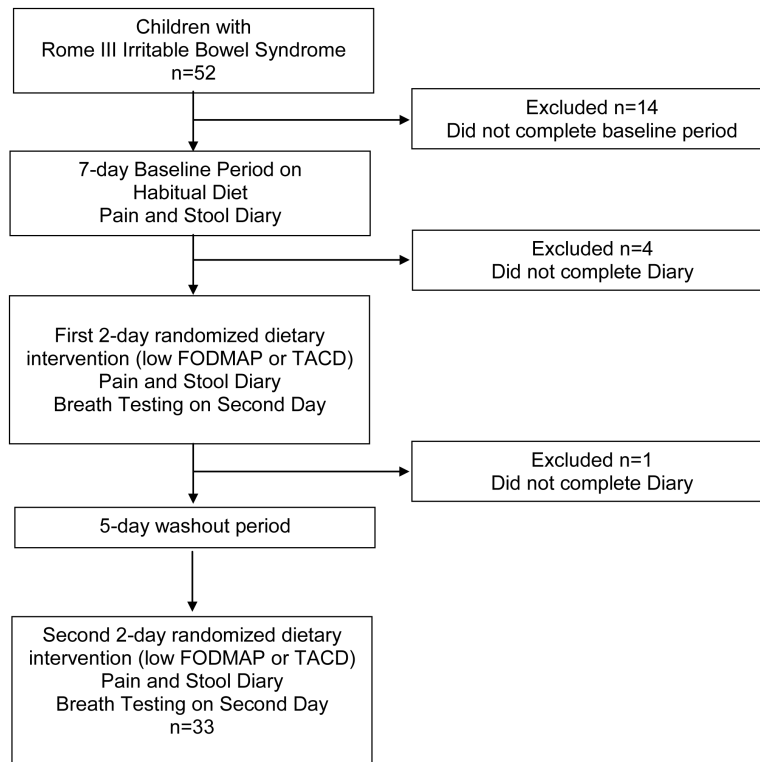 Children with
Rome III Irritable Bowel Syndrome
n=52
Excluded n=14
Did not complete baseline period
7-day Baseline Period on
Habitual Diet
Pain and Stool Diary
Excluded n=4
Did not complete Diary
First 2-day randomized dietary
intervention (low FODMAP or TACD)
Pain and Stool Diary
Breath Testing on Second Day
Excluded n=1
Did not complete Diary
5-day washout period
Second 2-day randomized dietary
intervention (low FODMAP or TACD)
Pain and Stool Diary
Breath Testing on Second Day
n=33